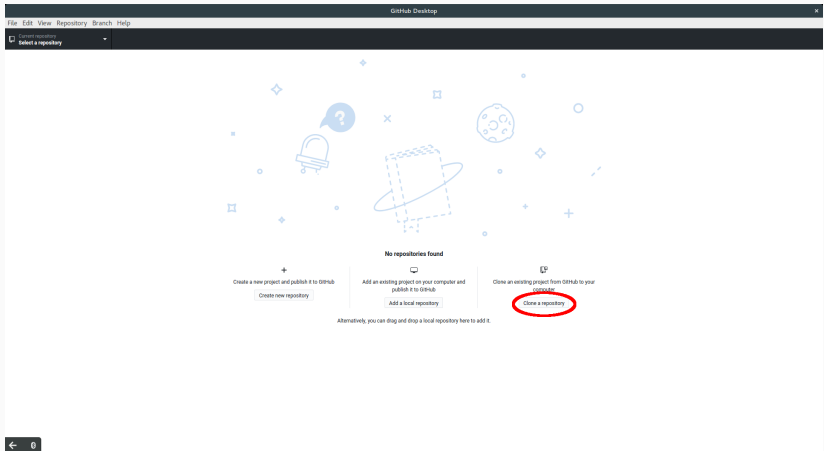 GitHub Desktop
File Edit View Repository Branch Help
Current repository
Select a repository
?
No repositories found
Create a new project and publish it to GitHub
Create new repository
Add an existing project on your computer and
publish it to GitHub
Add a local repository
Clone an existing project from GitHub to your
computer
Clone a repository
Alternatively, you can drag and drop a local repository here to add it.